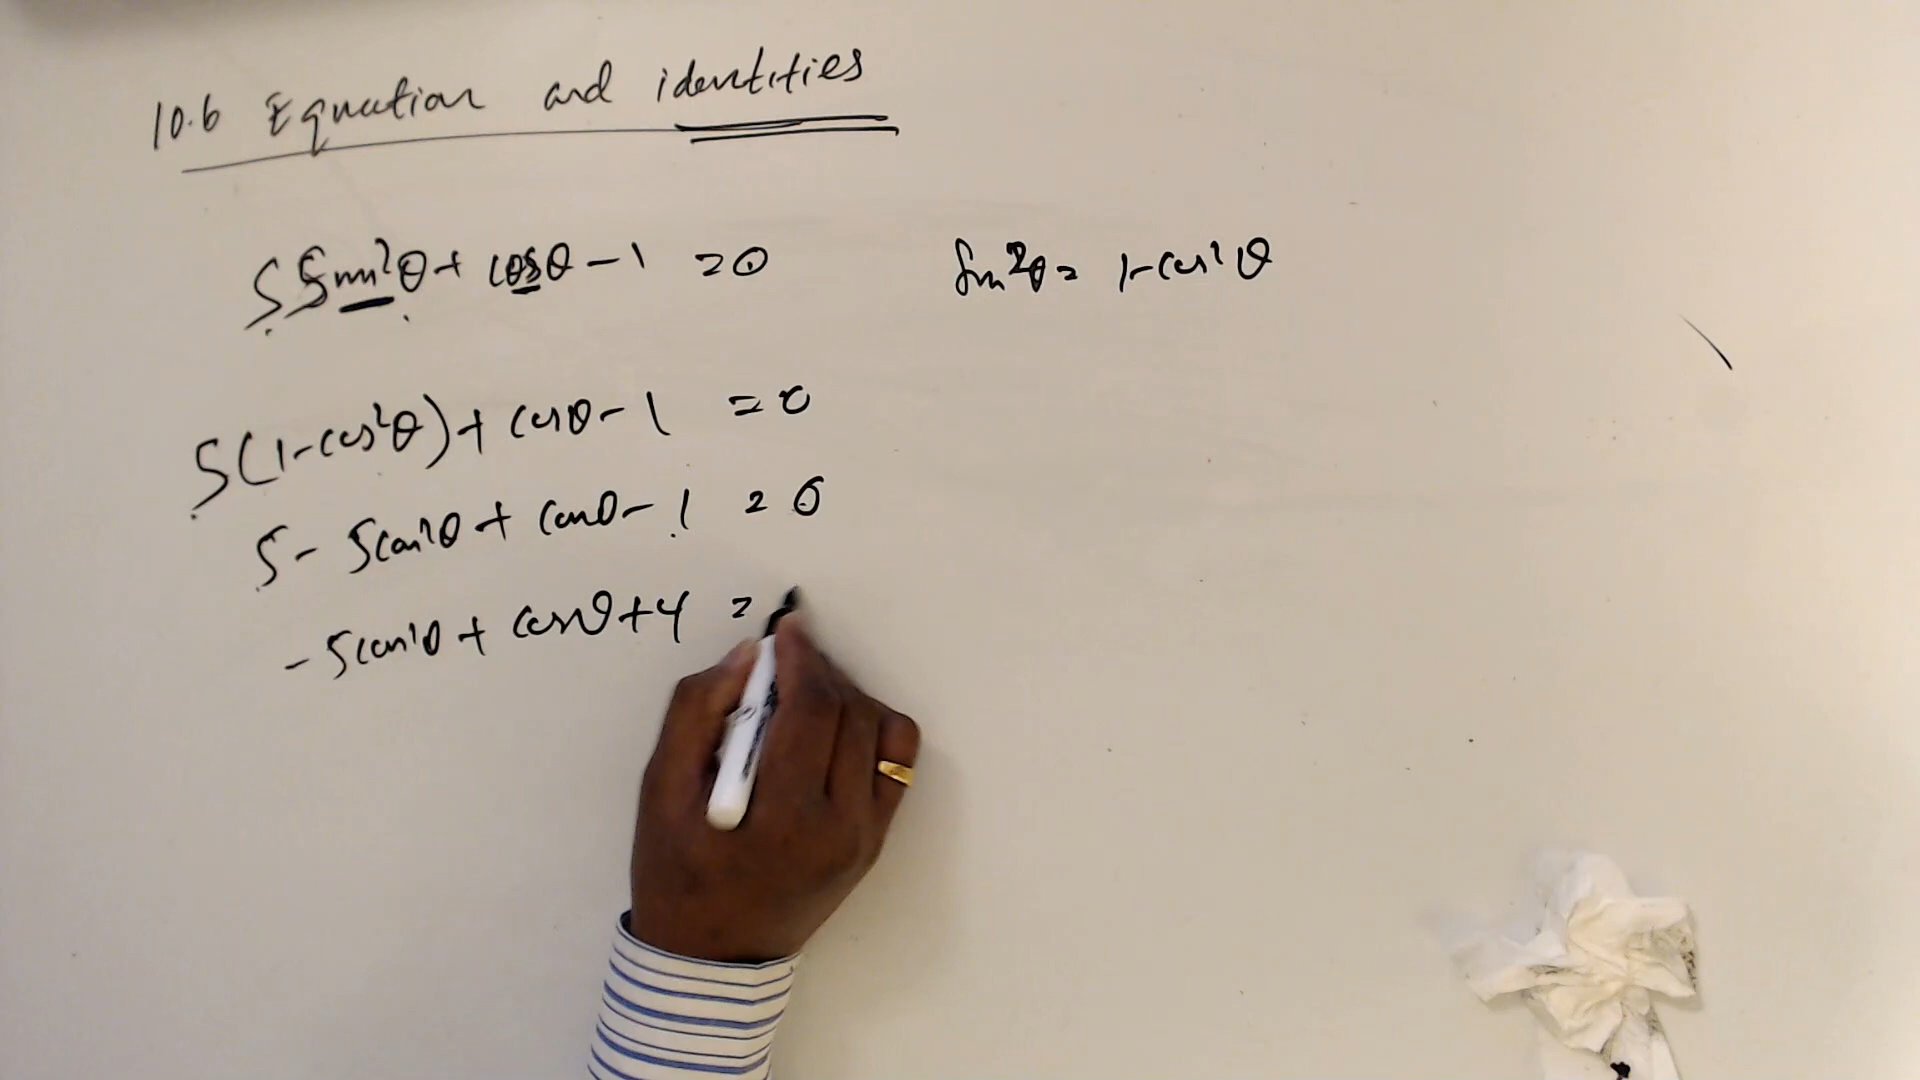 10.6 Equation and identities
5 Sin²θ + cosθ - 1 = 0
Sin²θ = 1 - cos²θ
5(1 - cos²θ) + cosθ - 1 = 0
5 - 5cos²θ + cosθ - 1 = 0
- 5cos²θ + cosθ + 4 =